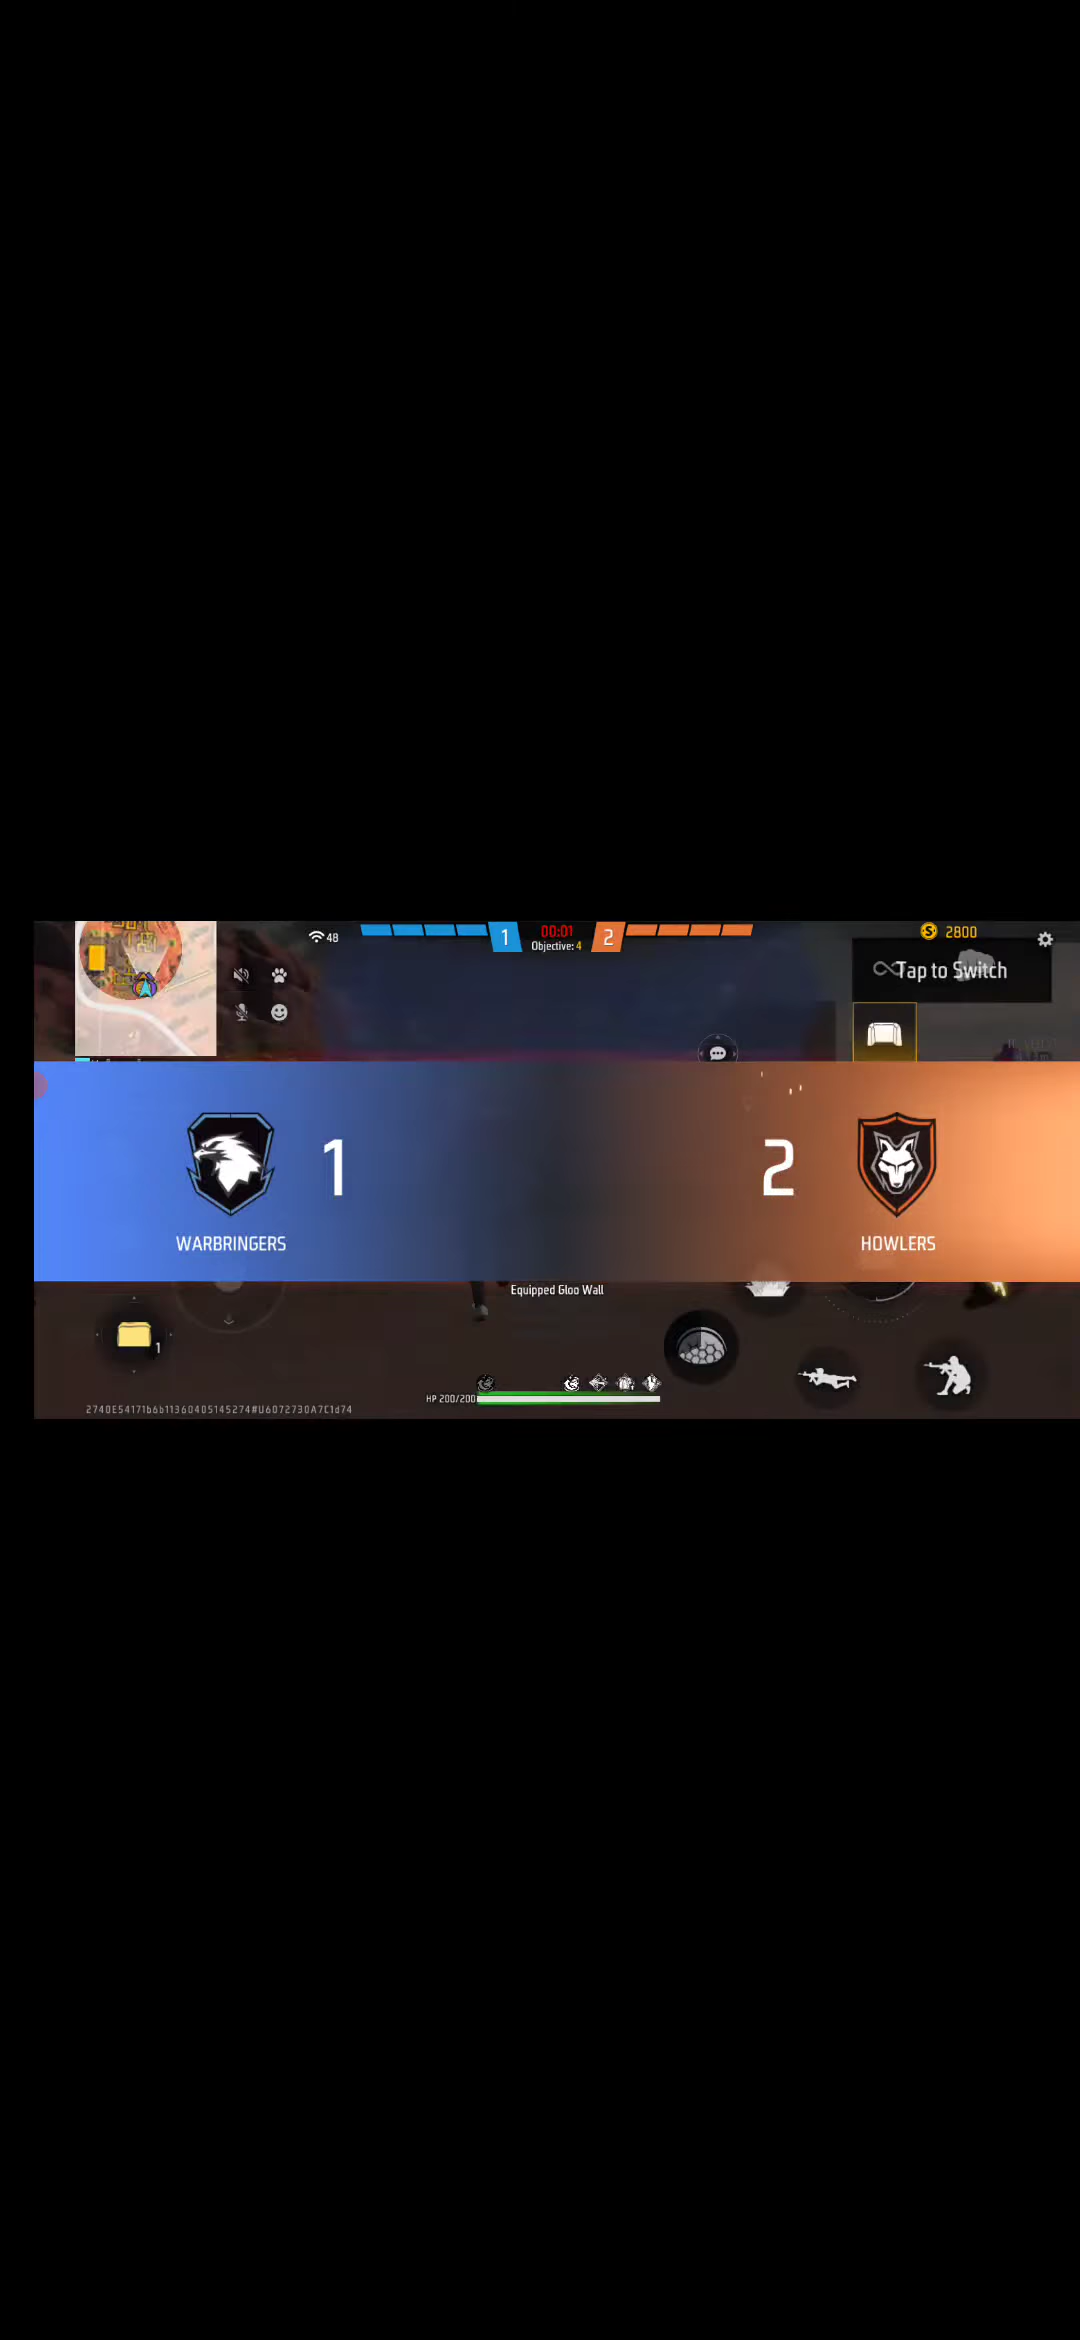 48
1
00:01
2
Objective: 4
2800
Tap to Switch
1
2
WARBRINGERS
HOWLERS
Equipped Gloo Wall
1
HP 200/200